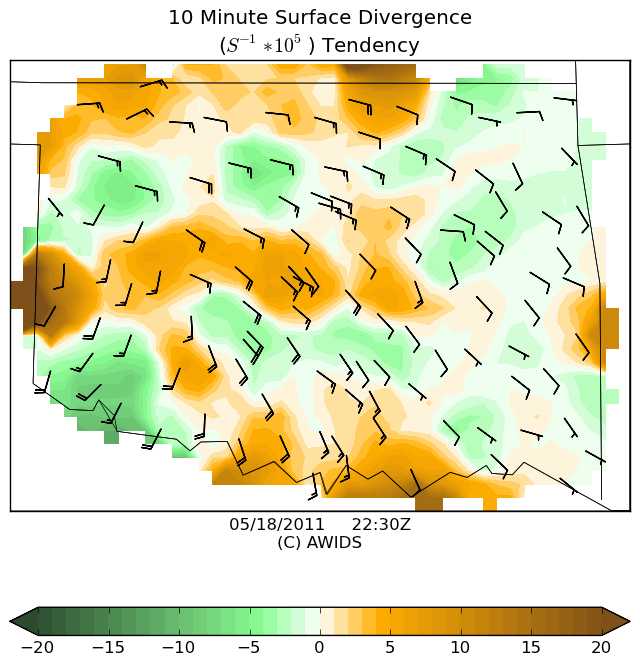 10 Minute Surface Divergence
(S⁻¹ * 10⁵ ) Tendency
05/18/2011 22:30Z
(C) AWIDS
−20 −15 −10 −5 0 5 10 15 20